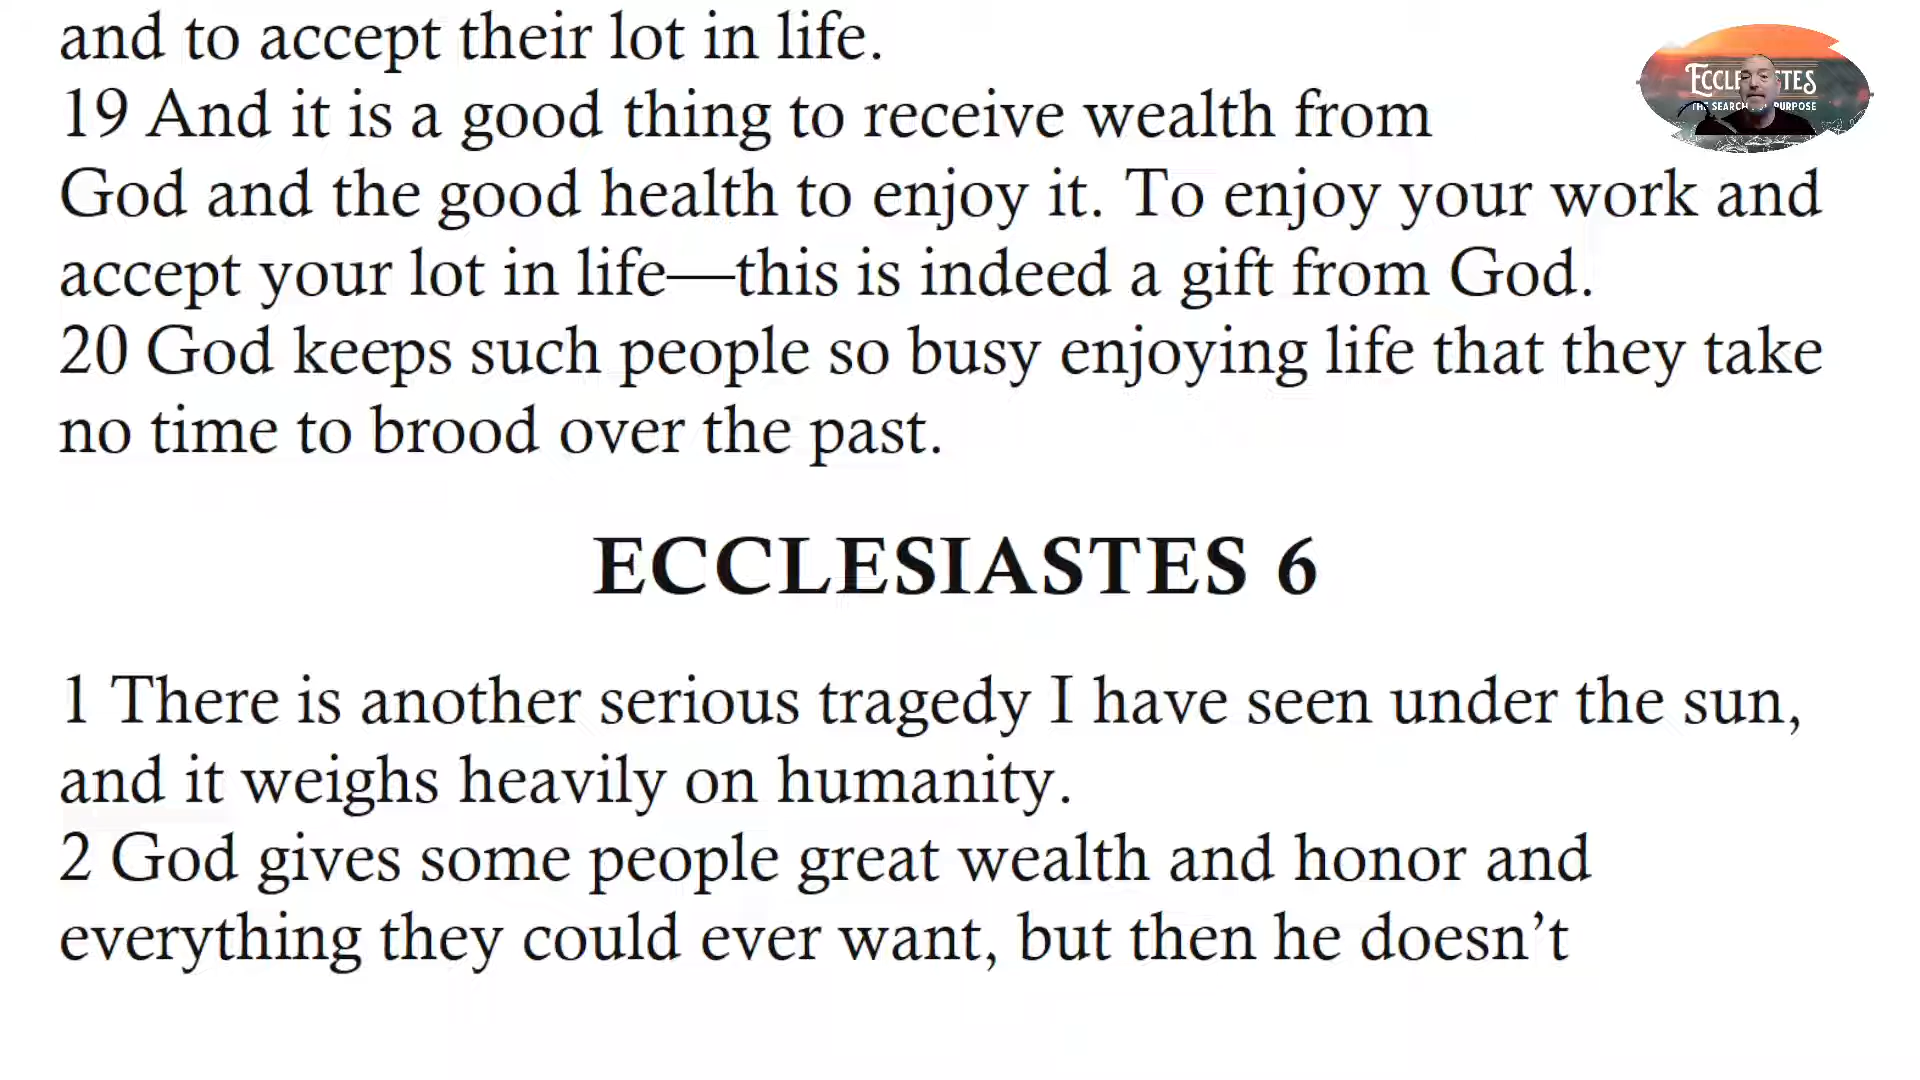 and to accept their lot in life.
19 And it is a good thing to receive wealth from
God and the good health to enjoy it. To enjoy your work and
accept your lot in life—this is indeed a gift from God.
20 God keeps such people so busy enjoying life that they take
no time to brood over the past.
ECCLESIASTES 6
1 There is another serious tragedy I have seen under the sun,
and it weighs heavily on humanity.
2 God gives some people great wealth and honor and
everything they could ever want, but then he doesn’t
THE SEARCH PURPOSE